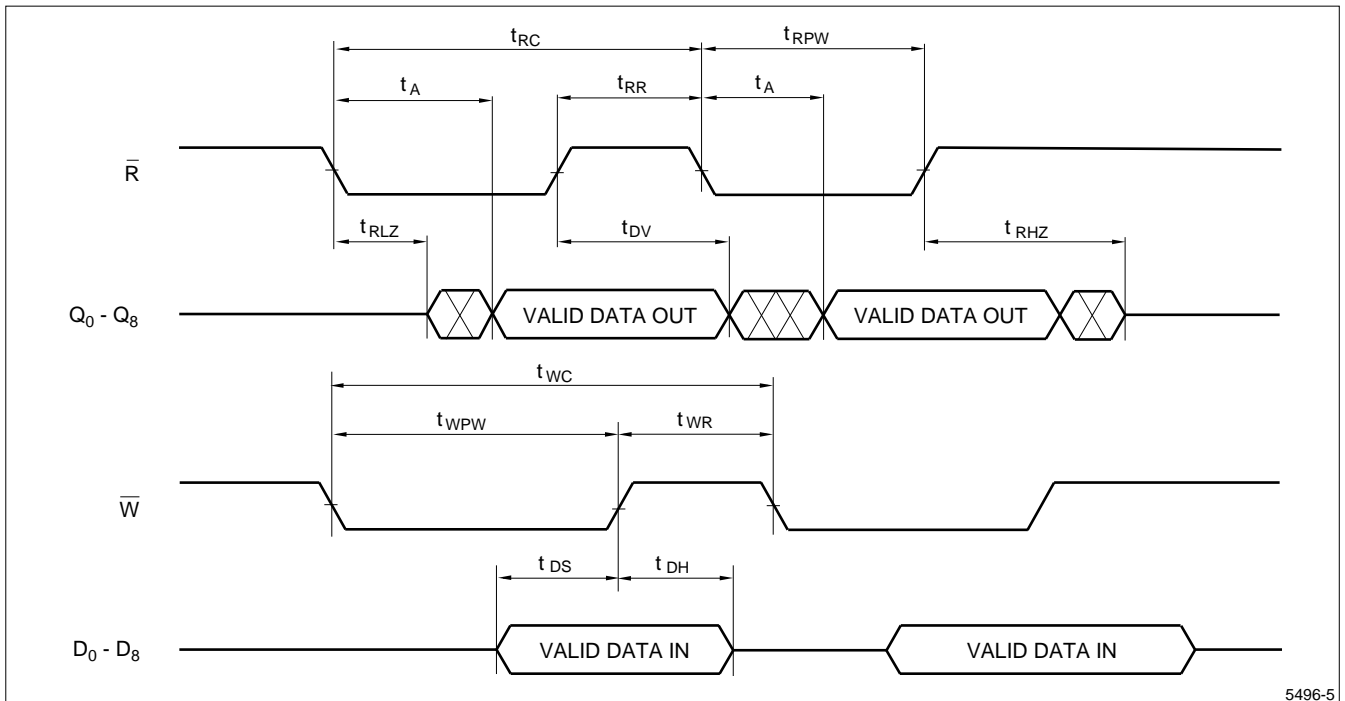 tRC
tRPW
tA
tRR
tA
R̅
tRLZ
tDV
tRHZ
Q0 - Q8
VALID DATA OUT
VALID DATA OUT
tWC
tWPW
tWR
W̅
tDS
tDH
D0 - D8
VALID DATA IN
VALID DATA IN
5496-5